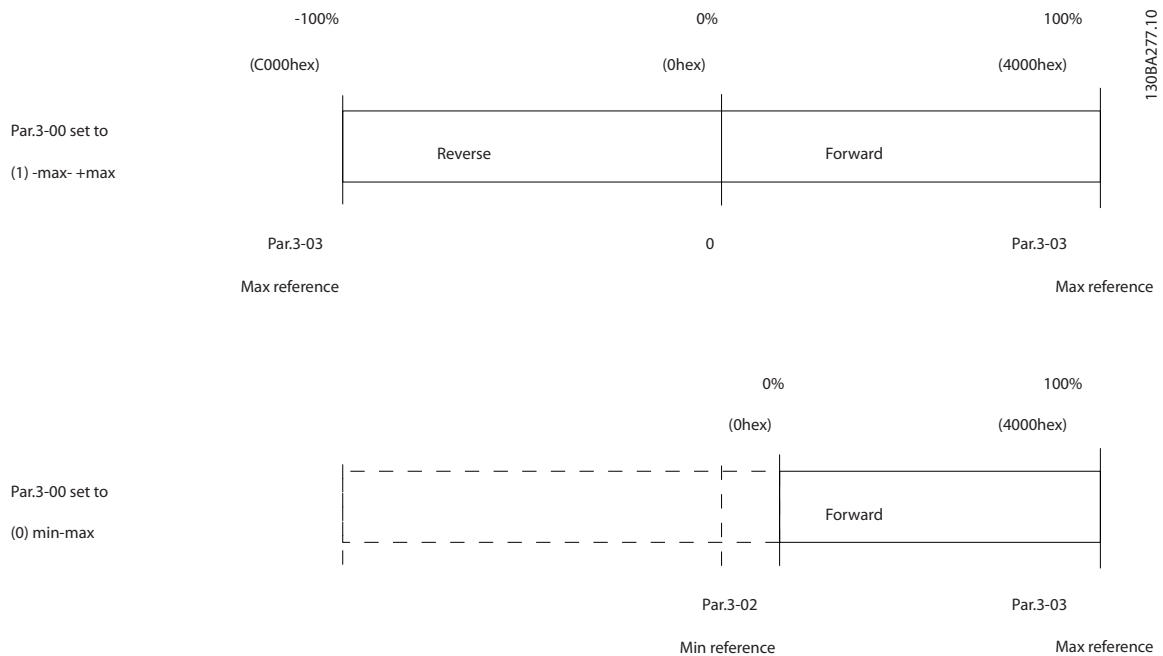 -100% 0% 100%
(C000hex) (0hex) (4000hex)
130BA277.10
Par.3-00 set to
(1) -max- +max
Reverse Forward
Par.3-03 0 Par.3-03
Max reference Max reference
0% 100%
(0hex) (4000hex)
Par.3-00 set to
(0) min-max
Forward
Par.3-02 Par.3-03
Min reference Max reference